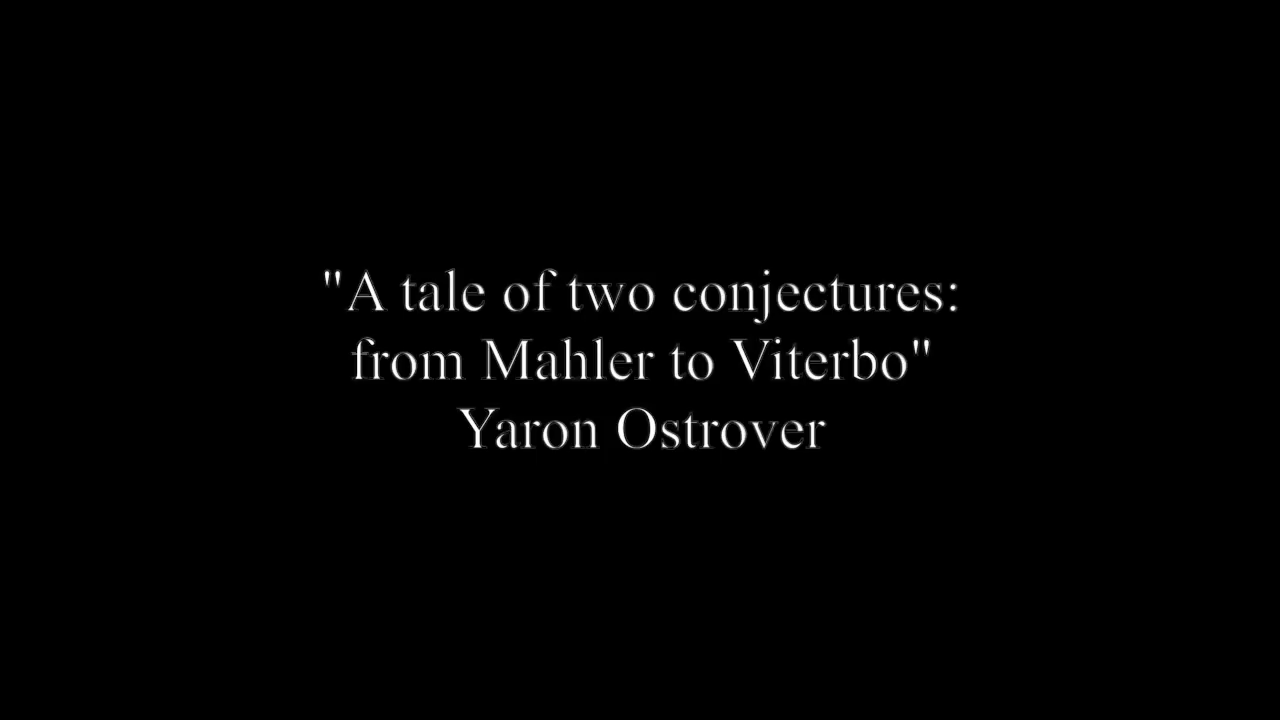 "A tale of two conjectures:
from Mahler to Viterbo"
Yaron Ostrover